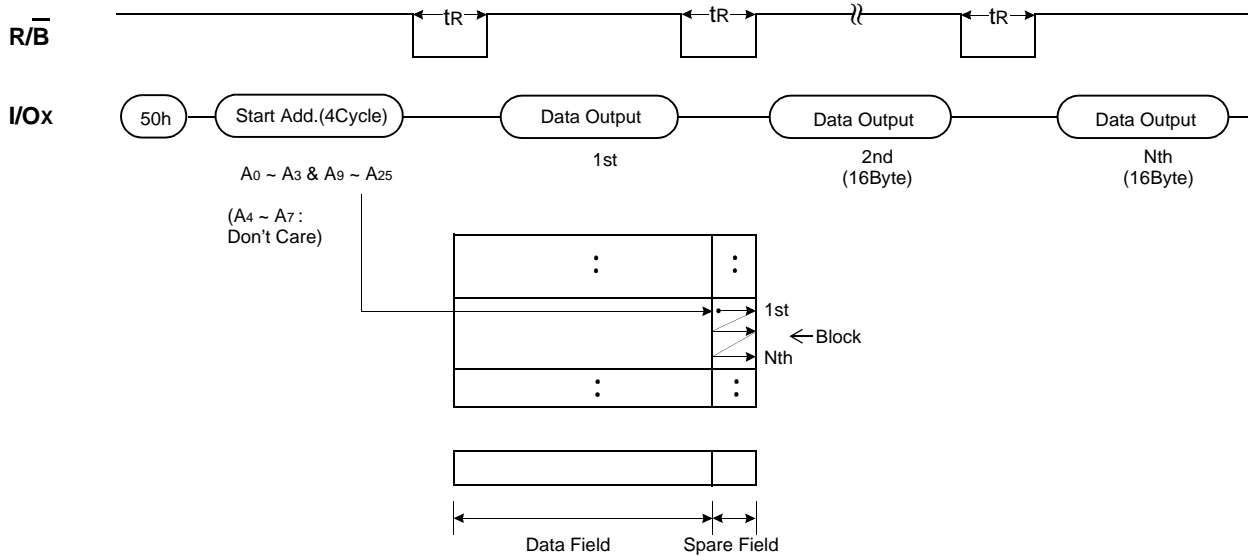 tR tR tR
R/B
I/Ox
50h Start Add.(4Cycle) Data Output Data Output Data Output
1st 2nd Nth
(16Byte) (16Byte)
A0 ~ A3 & A9 ~ A25
(A4 ~ A7 :
Don't Care)
1st
Block
Nth
Data Field Spare Field